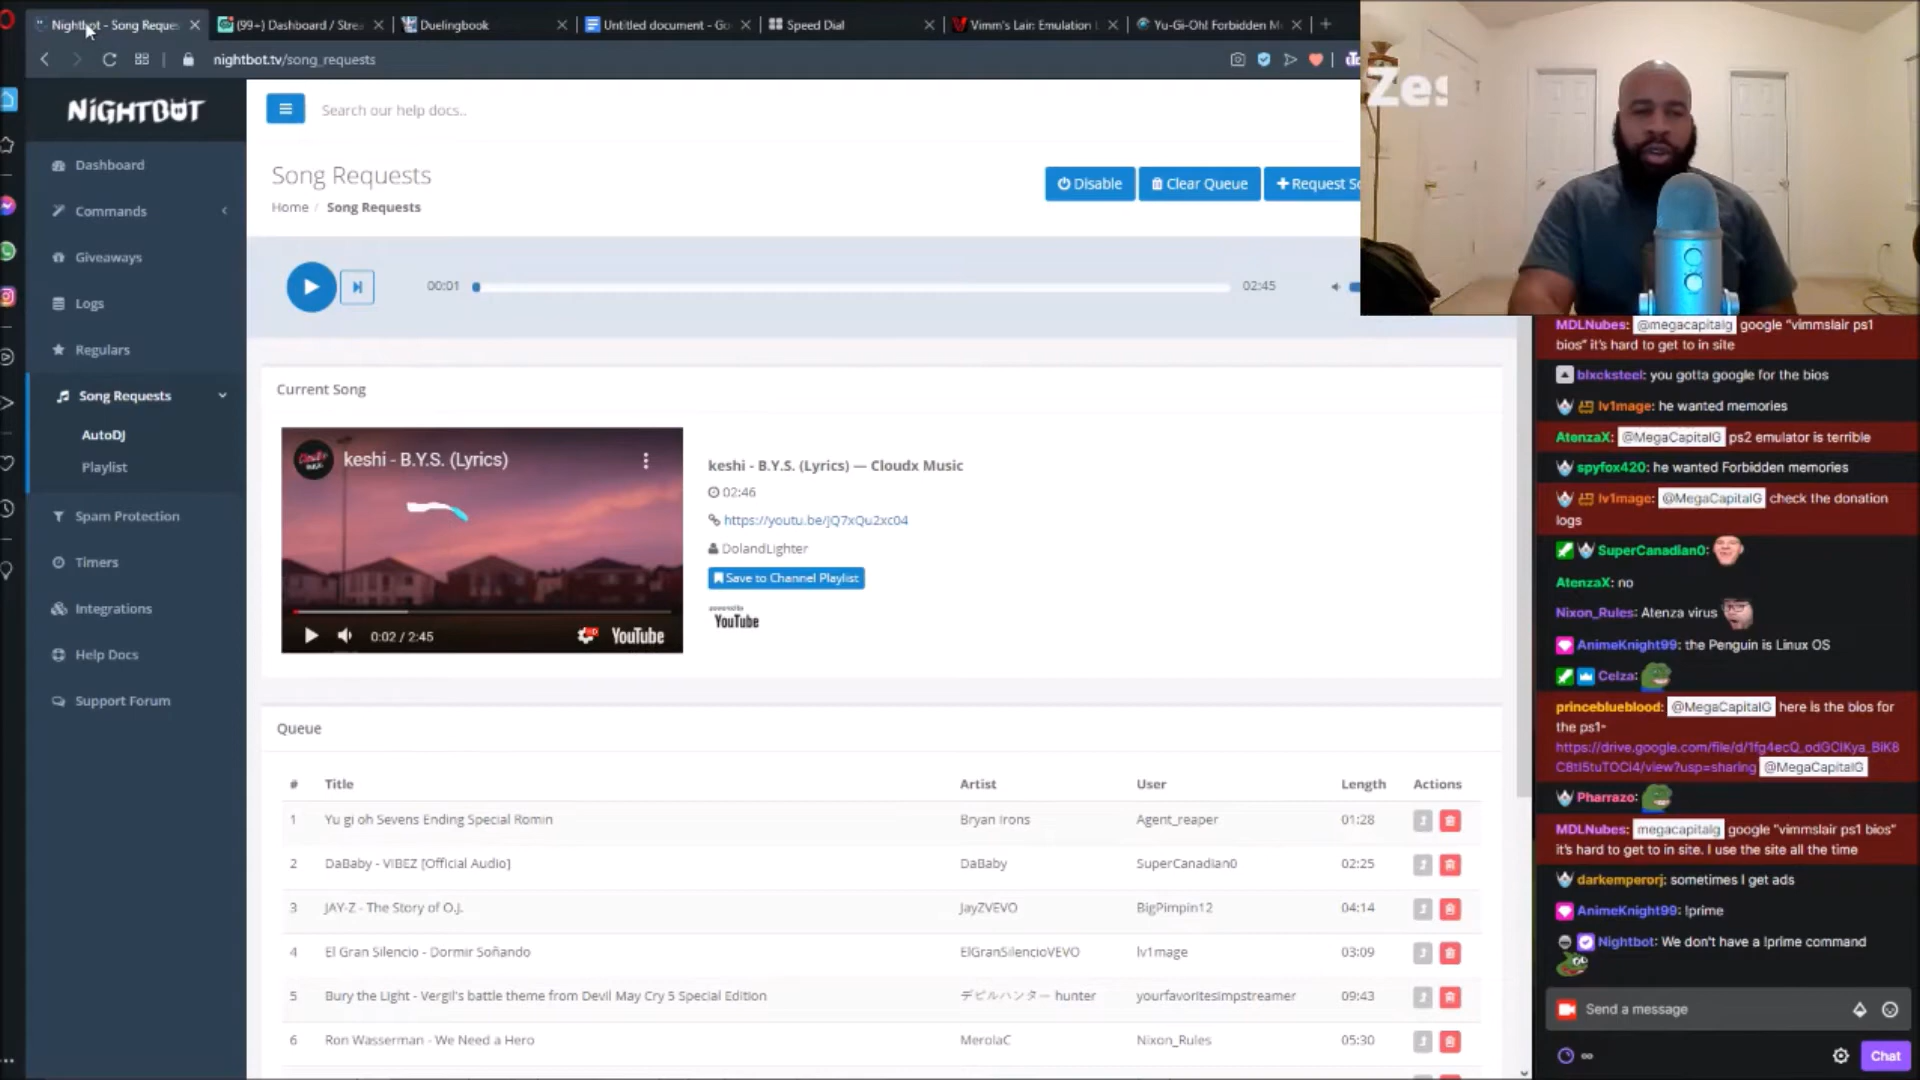 Nightbot - Song Reques
(99+) Dashboard / Strea
Duelingbook
Untitled document - Go
Speed Dial
Vimm's Lair: Emulation
Yu-Gi-Oh! Forbidden M
nightbot.tv/song_requests
NiGHTBOT
Search our help docs..
Dashboard
Commands
Giveaways
Logs
Regulars
Song Requests
AutoDJ
Playlist
Spam Protection
Timers
Integrations
Help Docs
Support Forum
Song Requests
Home / Song Requests
Disable
Clear Queue
Request So
00:01
02:45
Current Song
keshi - B.Y.S. (Lyrics)
0:02 / 2:45
YouTube
keshi - B.Y.S. (Lyrics) — Cloudx Music
02:46
https://youtu.be/jQ7xQu2xc04
DolandLighter
Save to Channel Playlist
powered by
YouTube
Queue
# Title Artist User Length Actions
1 Yu gi oh Sevens Ending Special Romin Bryan Irons Agent_reaper 01:28
2 DaBaby - VIBEZ [Official Audio] DaBaby SuperCanadian0 02:25
3 JAY-Z - The Story of O.J. JayZVEVO BigPimpin12 04:14
4 El Gran Silencio - Dormir Soñando ElGranSilencioVEVO lv1mage 03:09
5 Bury the Light - Vergil's battle theme from Devil May Cry 5 Special Edition デビルハンター hunter yourfavoritesimpstreamer 09:43
6 Ron Wasserman - We Need a Hero MerolaC Nixon_Rules 05:30
Zes
MDLNubes: @megacapitalg google "vimmslair ps1
bios" it's hard to get to in site
blxcksteel: you gotta google for the bios
lv1mage: he wanted memories
AtenzaX: @MegaCapitalG ps2 emulator is terrible
spyfox420: he wanted Forbidden memories
lv1mage: @MegaCapitalG check the donation
logs
SuperCanadian0:
AtenzaX: no
Nixon_Rules: Atenza virus
AnimeKnight99: the Penguin is Linux OS
Celza:
princeblueblood: @MegaCapitalG here is the bios for
the ps1-
Pharrazo:
MDLNubes: megacapitalg google "vimmslair ps1 bios"
it's hard to get to in site. I use the site all the time
darkemperorj: sometimes I get ads
AnimeKnight99: !prime
Nightbot: We don't have a !prime command
Send a message
Chat